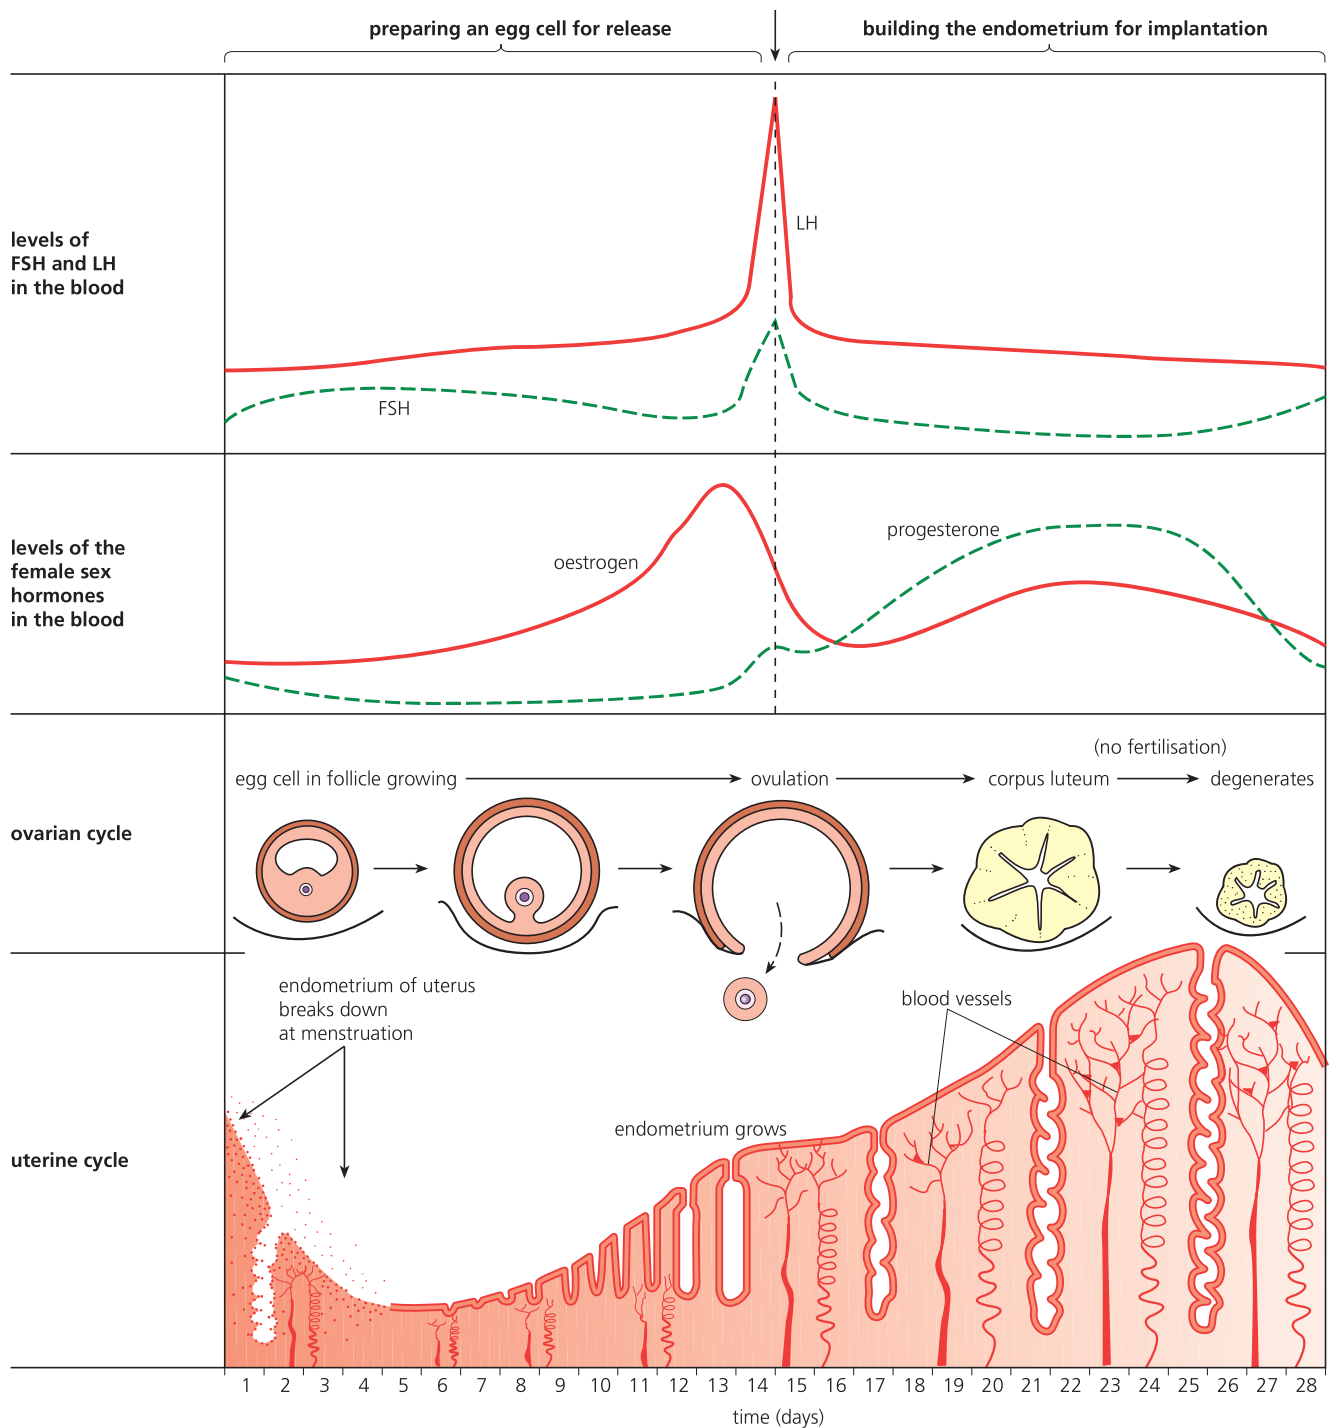 preparing an egg cell for release
building the endometrium for implantation
levels of
FSH and LH
in the blood
LH
FSH
levels of the
female sex
hormones
in the blood
oestrogen
progesterone
(no fertilisation)
egg cell in follicle growing
ovulation
corpus luteum
degenerates
ovarian cycle
endometrium of uterus
breaks down
at menstruation
blood vessels
endometrium grows
uterine cycle
1 2 3 4 5 6 7 8 9 10 11 12 13 14 15 16 17 18 19 20 21 22 23 24 25 26 27 28
time (days)